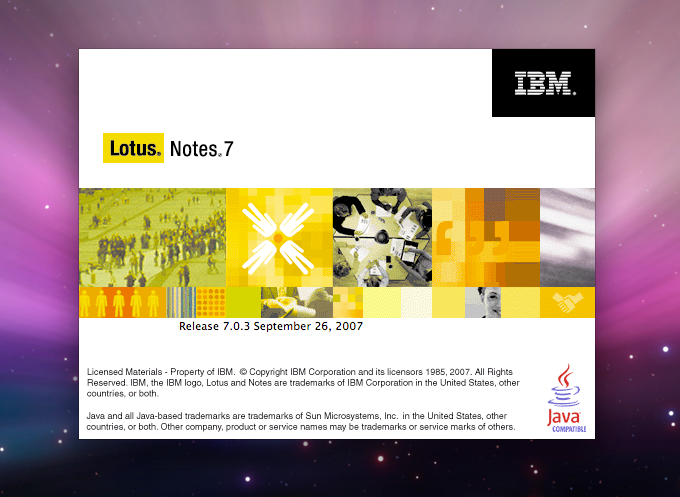 IBM®
Lotus® Notes® 7
Release 7.0.3 September 26, 2007
Licensed Materials - Property of IBM. © Copyright IBM Corporation and its licensors 1985, 2007. All Rights
Reserved. IBM, the IBM logo, Lotus and Notes are trademarks of IBM Corporation in the United States, other
countries, or both.
Java and all Java-based trademarks are trademarks of Sun Microsystems, Inc. in the United States, other
countries, or both. Other company, product or service names may be trademarks or service marks of others.
Java
COMPATIBLE